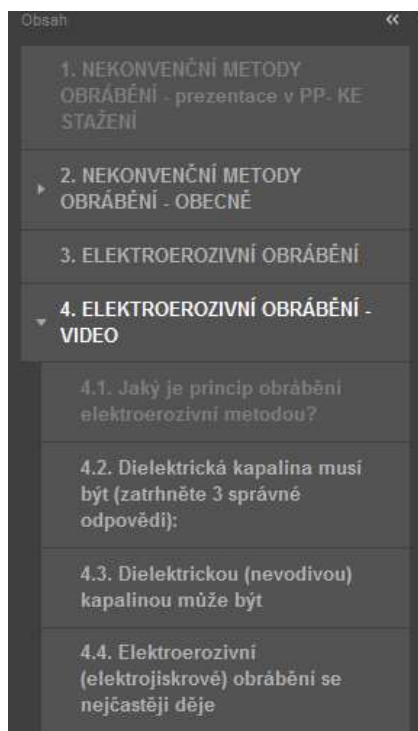 Obsah «
1. NEKONVENČNÍ METODY
OBRÁBĚNÍ - prezentace v PP- KE
STAŽENÍ
2. NEKONVENČNÍ METODY
OBRÁBĚNÍ - OBECNĚ
3. ELEKTROEROZIVNÍ OBRÁBĚNÍ
4. ELEKTROEROZIVNÍ OBRÁBĚNÍ -
VIDEO
4.1. Jaký je princip obrábění
elektroerozivní metodou?
4.2. Dielektrická kapalina musí
být (zatrhněte 3 správné
odpovědi):
4.3. Dielektrickou (nevodivou)
kapalinou může být
4.4. Elektroerozivní
(elektrojiskrové) obrábění se
nejčastěji děje